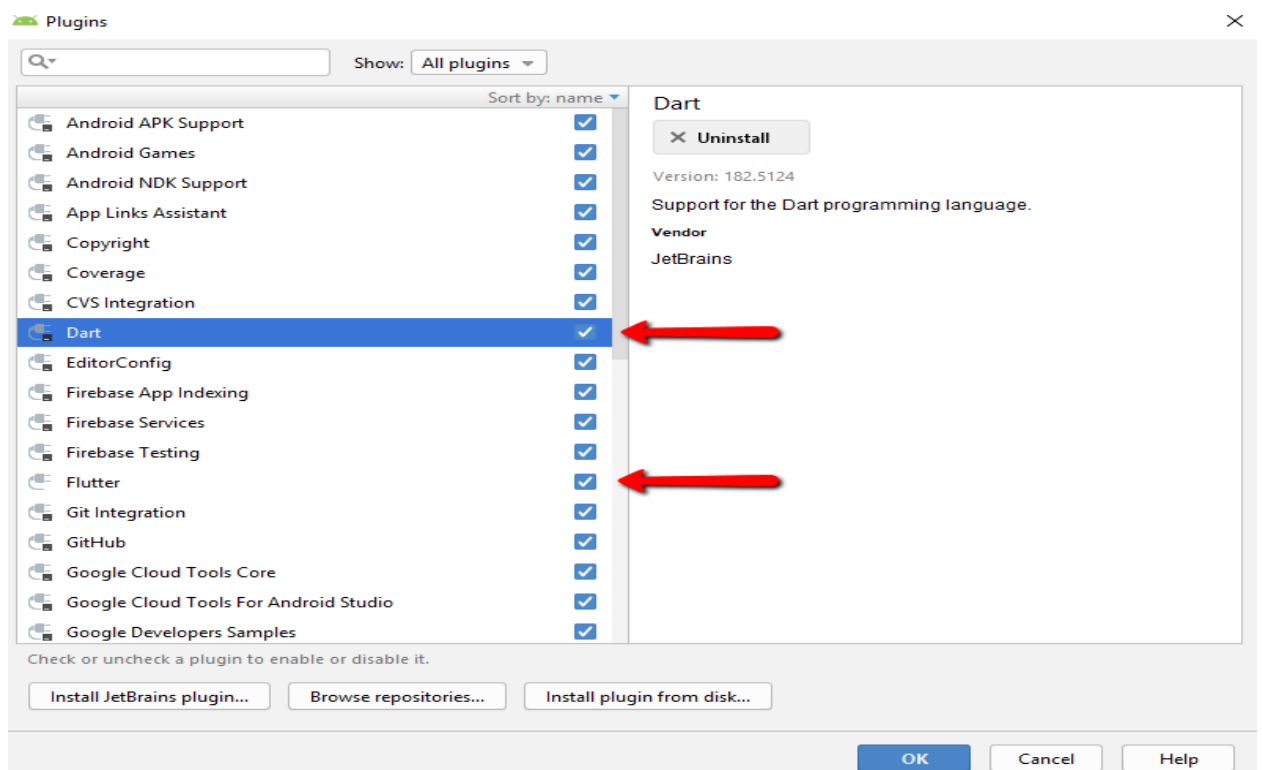 Plugins
Show: All plugins
Sort by: name
Android APK Support
Android Games
Android NDK Support
App Links Assistant
Copyright
Coverage
CVS Integration
Dart
EditorConfig
Firebase App Indexing
Firebase Services
Firebase Testing
Flutter
Git Integration
GitHub
Google Cloud Tools Core
Google Cloud Tools For Android Studio
Google Developers Samples
Dart
Uninstall
Version: 182.5124
Support for the Dart programming language.
Vendor
JetBrains
Check or uncheck a plugin to enable or disable it.
Install JetBrains plugin... Browse repositories... Install plugin from disk...
OK Cancel Help